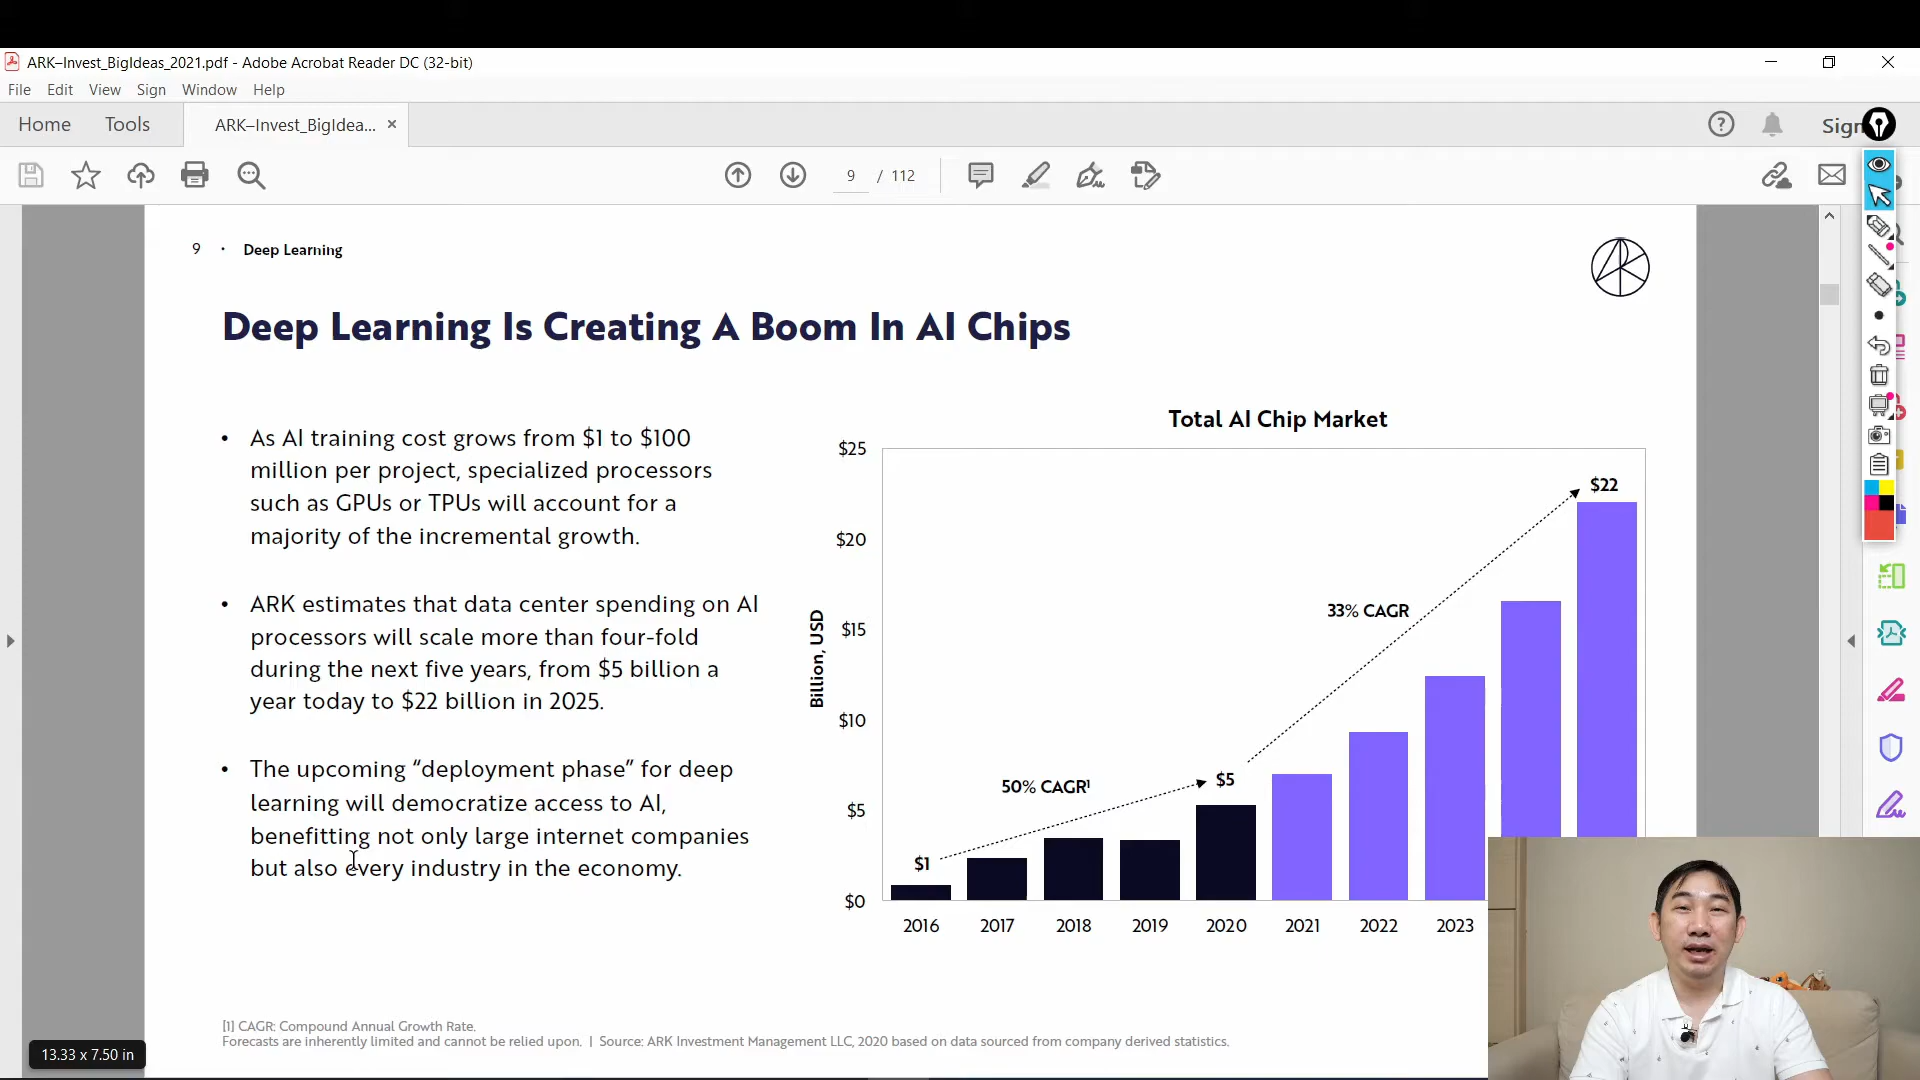 ARK–Invest_BigIdeas_2021.pdf - Adobe Acrobat Reader DC (32-bit)
File Edit View Sign Window Help
Home Tools ARK–Invest_BigIdea... ×
Sign
9 / 112
9 · Deep Learning
Deep Learning Is Creating A Boom In AI Chips
• As AI training cost grows from $1 to $100
million per project, specialized processors
such as GPUs or TPUs will account for a
majority of the incremental growth.
• ARK estimates that data center spending on AI
processors will scale more than four-fold
during the next five years, from $5 billion a
year today to $22 billion in 2025.
• The upcoming “deployment phase” for deep
learning will democratize access to AI,
benefitting not only large internet companies
but also every industry in the economy.
Total AI Chip Market
Billion, USD
$25
$20
$15
$10
$5
$0
$1
50% CAGR¹
$5
33% CAGR
$22
2016 2017 2018 2019 2020 2021 2022 2023
[1] CAGR: Compound Annual Growth Rate.
Forecasts are inherently limited and cannot be relied upon. | Source: ARK Investment Management LLC, 2020 based on data sourced from company derived statistics.
13.33 x 7.50 in